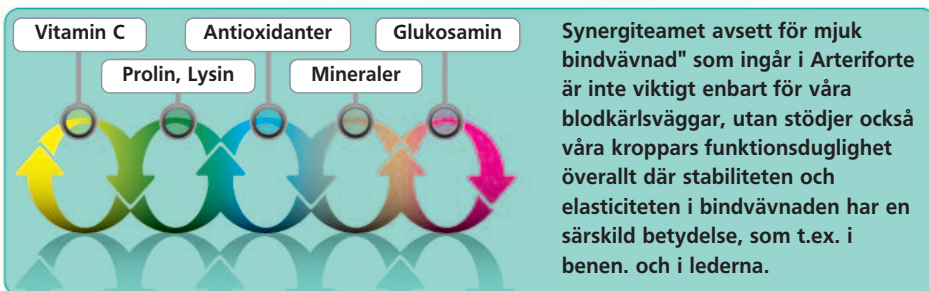 Vitamin C
Antioxidanter
Glukosamin
Prolin, Lysin
Mineraler
Synergiteamet avsett för mjuk
bindvävnad" som ingår i Arteriforte
är inte viktigt enbart för våra
blodkärlsväggar, utan stödjer också
våra kroppars funktionsduglighet
överallt där stabiliteten och
elasticiteten i bindvävnaden har en
särskild betydelse, som t.ex. i
benen. och i lederna.